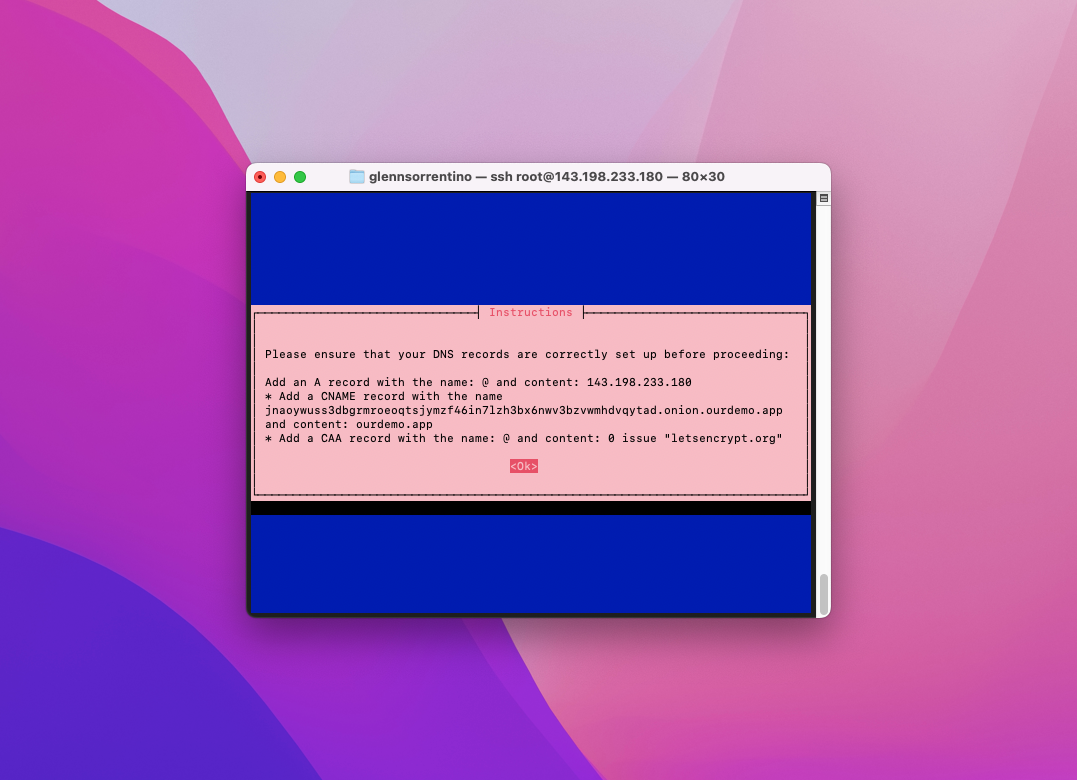 glennsorrentino — ssh root@143.198.233.180 — 80×30
Instructions
Please ensure that your DNS records are correctly set up before proceeding:
Add an A record with the name: @ and content: 143.198.233.180
* Add a CNAME record with the name
jnaoywuss3dbgrmroeoqtsjymzf46in7lzh3bx6nwv3bzvwmhdvqytad.onion.ourdemo.app
and content: ourdemo.app
* Add a CAA record with the name: @ and content: 0 issue "letsencrypt.org"
<Ok>